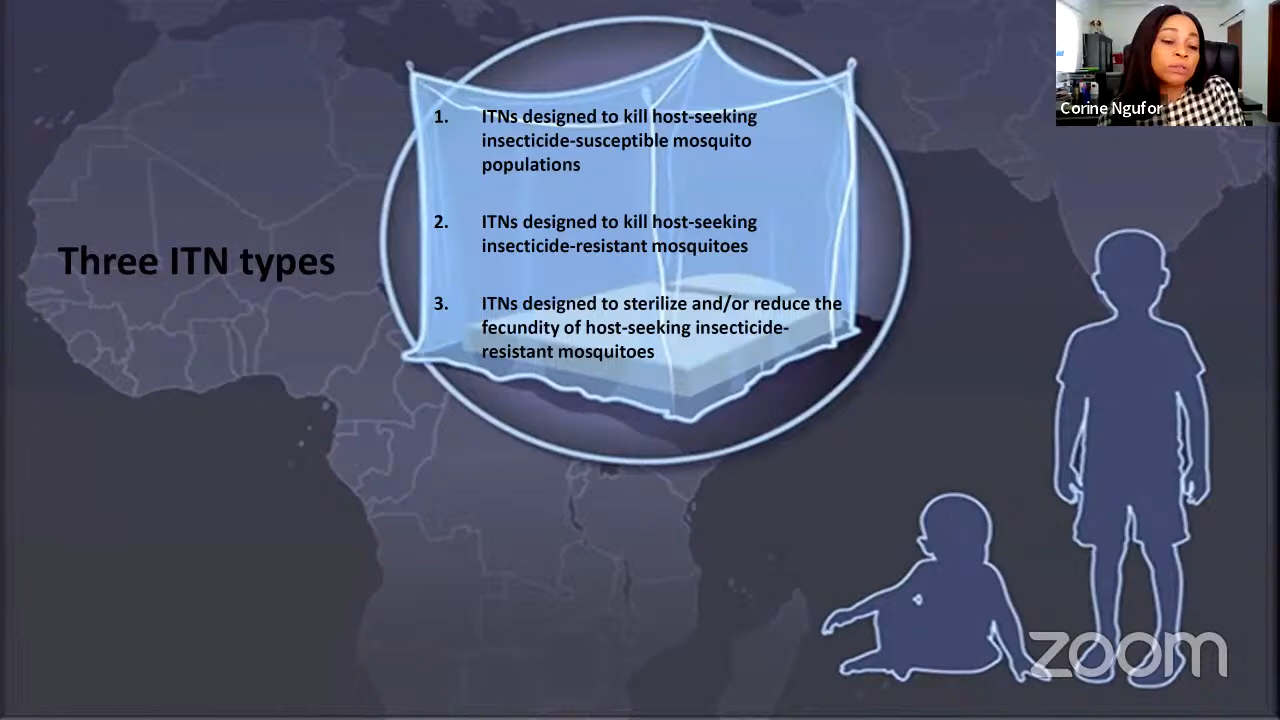 Corine Ngufor
Three ITN types
1. ITNs designed to kill host-seeking
insecticide-susceptible mosquito
populations
2. ITNs designed to kill host-seeking
insecticide-resistant mosquitoes
3. ITNs designed to sterilize and/or reduce the
fecundity of host-seeking insecticide-
resistant mosquitoes
zoom